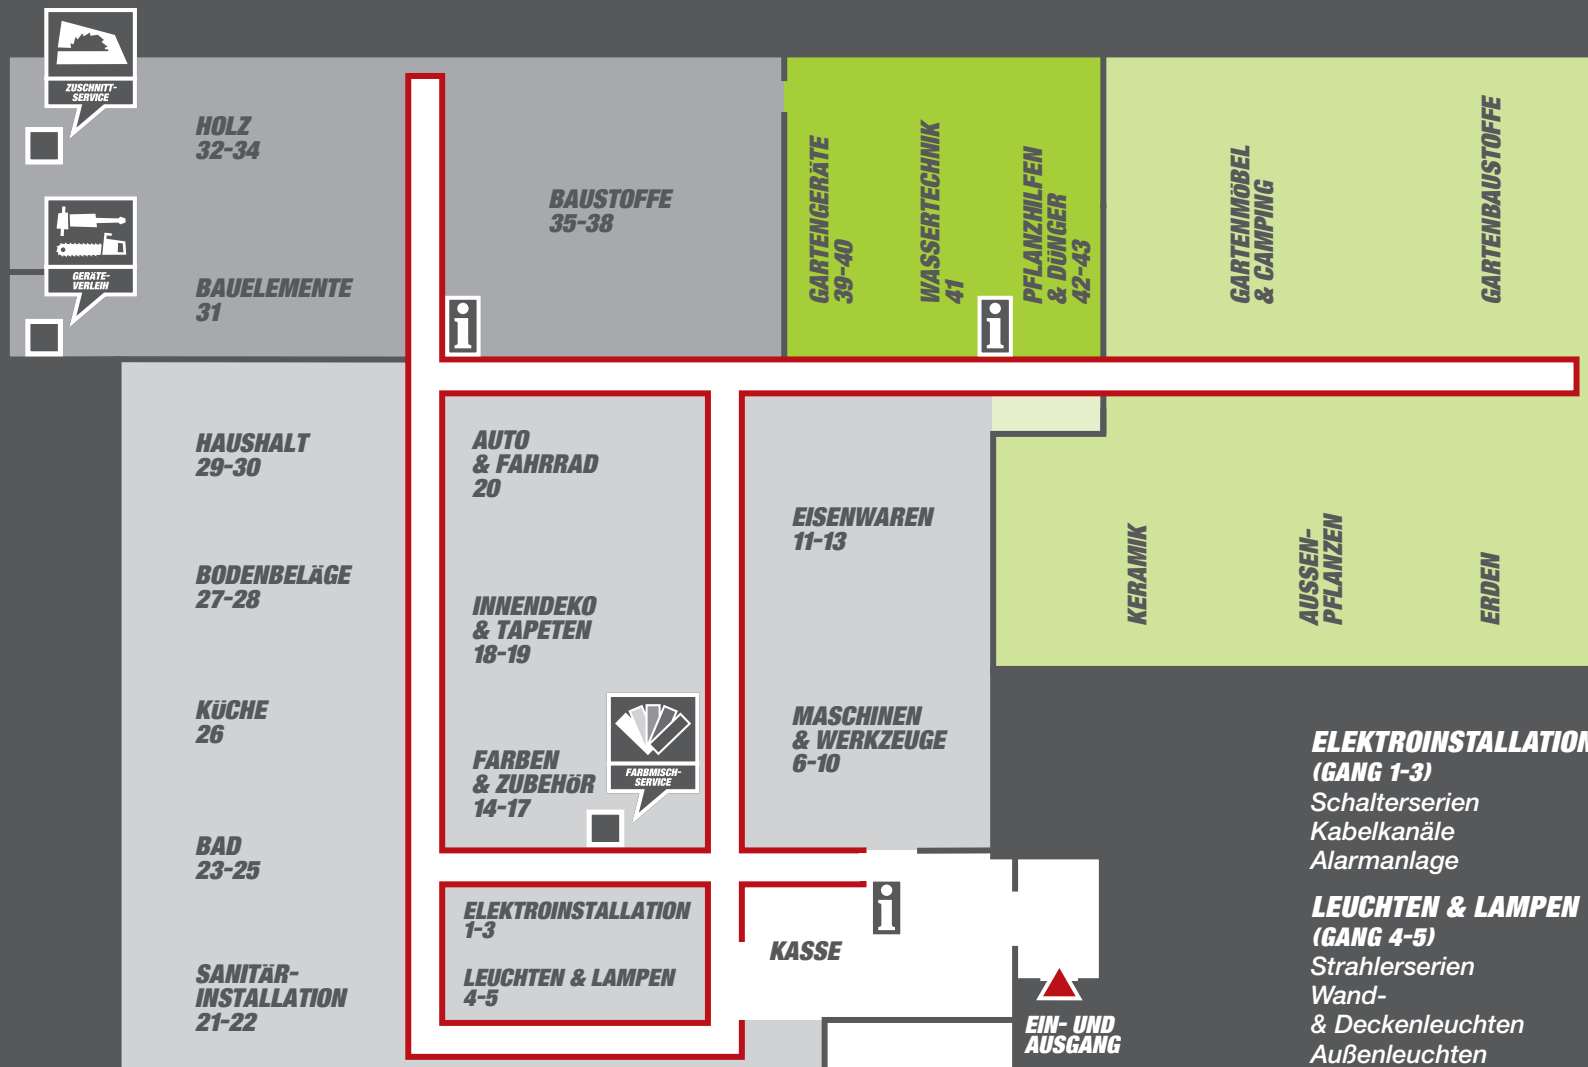 ZUSCHNITT-
SERVICE
HOLZ
32-34
GERÄTE-
VERLEIH
BAUELEMENTE
31
BAUSTOFFE
35-38
GARTENGERÄTE
39-40
WASSERTECHNIK
41
PFLANZHILFEN
& DÜNGER
42-43
GARTENMÖBEL
& CAMPING
GARTENBAUSTOFFE
i
i
HAUSHALT
29-30
BODENBELÄGE
27-28
KÜCHE
26
BAD
23-25
SANITÄR-
INSTALLATION
21-22
AUTO
& FAHRRAD
20
INNENDEKO
& TAPETEN
18-19
FARBEN
& ZUBEHÖR
14-17
FARBMISCH-
SERVICE
EISENWAREN
11-13
MASCHINEN
& WERKZEUGE
6-10
KERAMIK
AUSSEN-
PFLANZEN
ERDEN
ELEKTROINSTALLATION
1-3
LEUCHTEN & LAMPEN
4-5
KASSE
i
EIN- UND
AUSGANG
ELEKTROINSTALLATION
(GANG 1-3)
Schalterserien
Kabelkanäle
Alarmanlage
LEUCHTEN & LAMPEN
(GANG 4-5)
Strahlerserien
Wand-
& Deckenleuchten
Außenleuchten